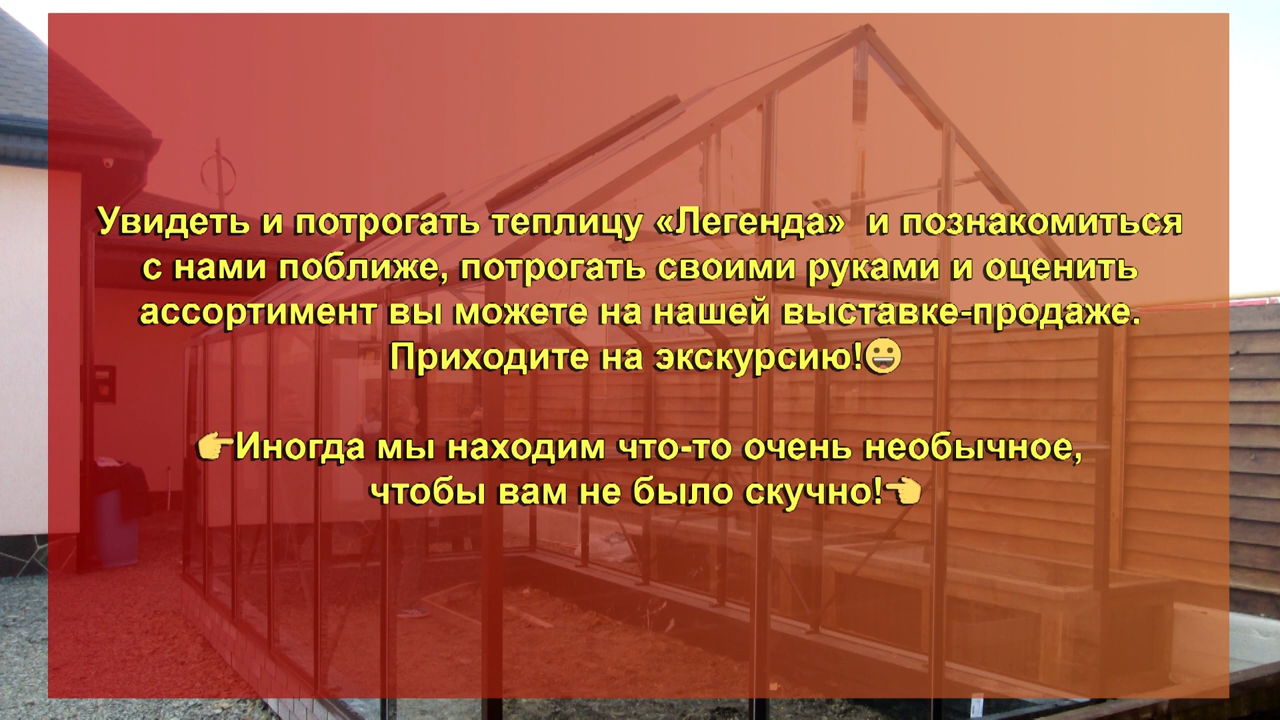 Увидеть и потрогать теплицу «Легенда» и познакомиться
с нами поближе, потрогать своими руками и оценить
ассортимент вы можете на нашей выставке-продаже.
Приходите на экскурсию!😀
👉Иногда мы находим что-то очень необычное,
чтобы вам не было скучно!👈